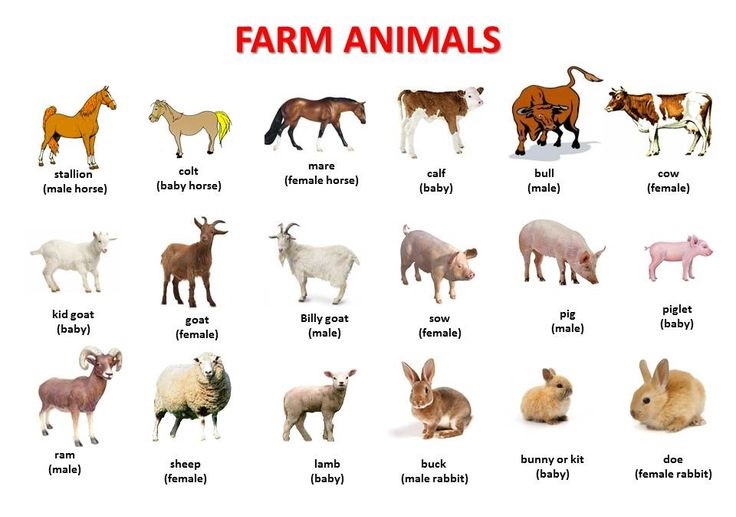 FARM ANIMALS
stallion
(male horse)
colt
(baby horse)
mare
(female horse)
calf
(baby)
bull
(male)
cow
(female)
kid goat
(baby)
goat
(female)
Billy goat
(male)
sow
(female)
pig
(male)
piglet
(baby)
ram
(male)
sheep
(female)
lamb
(baby)
buck
(male rabbit)
bunny or kit
(baby)
doe
(female rabbit)